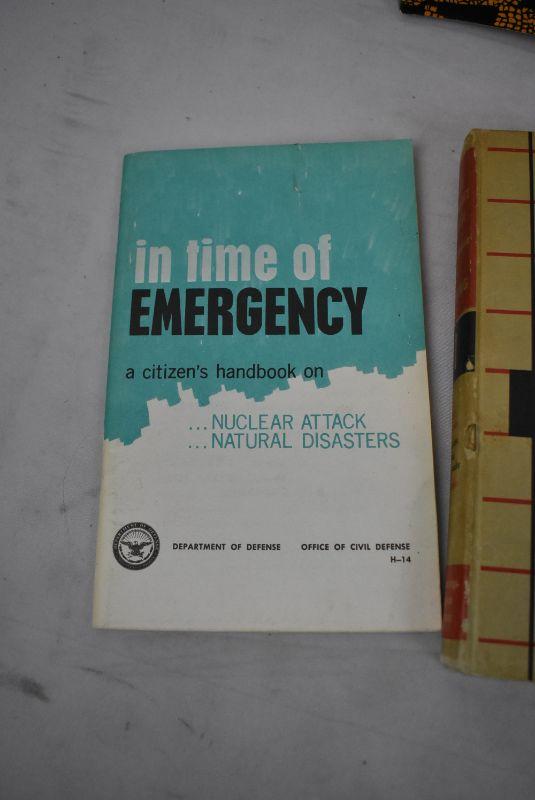 in time of
EMERGENCY
a citizen's handbook on
...NUCLEAR ATTACK
...NATURAL DISASTERS
DEPARTMENT OF DEFENSE OFFICE OF CIVIL DEFENSE
H-14